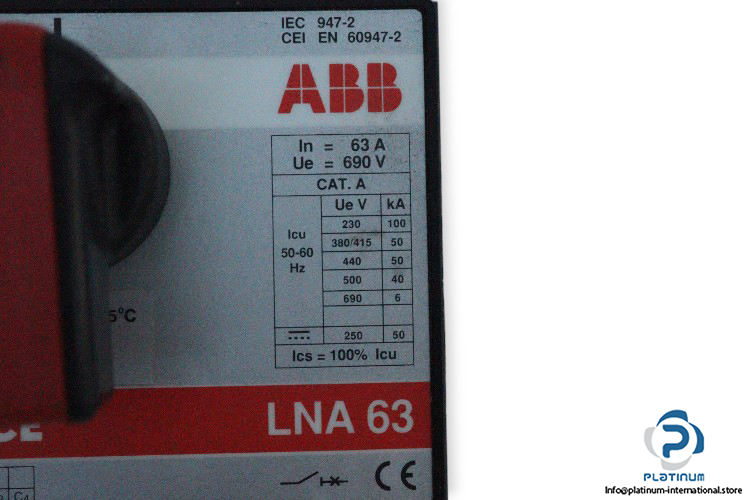 IEC 947-2
CEI EN 60947-2
ABB
In = 63 A
Ue = 690 V
CAT. A
Icu
50-60
Hz
Ue V kA
230 100
380/415 50
440 50
500 40
690 6
250 50
Ics = 100% Icu
5°C
CE
LNA 63
C4
CE
PLATINUM
Info@platinum-international.store